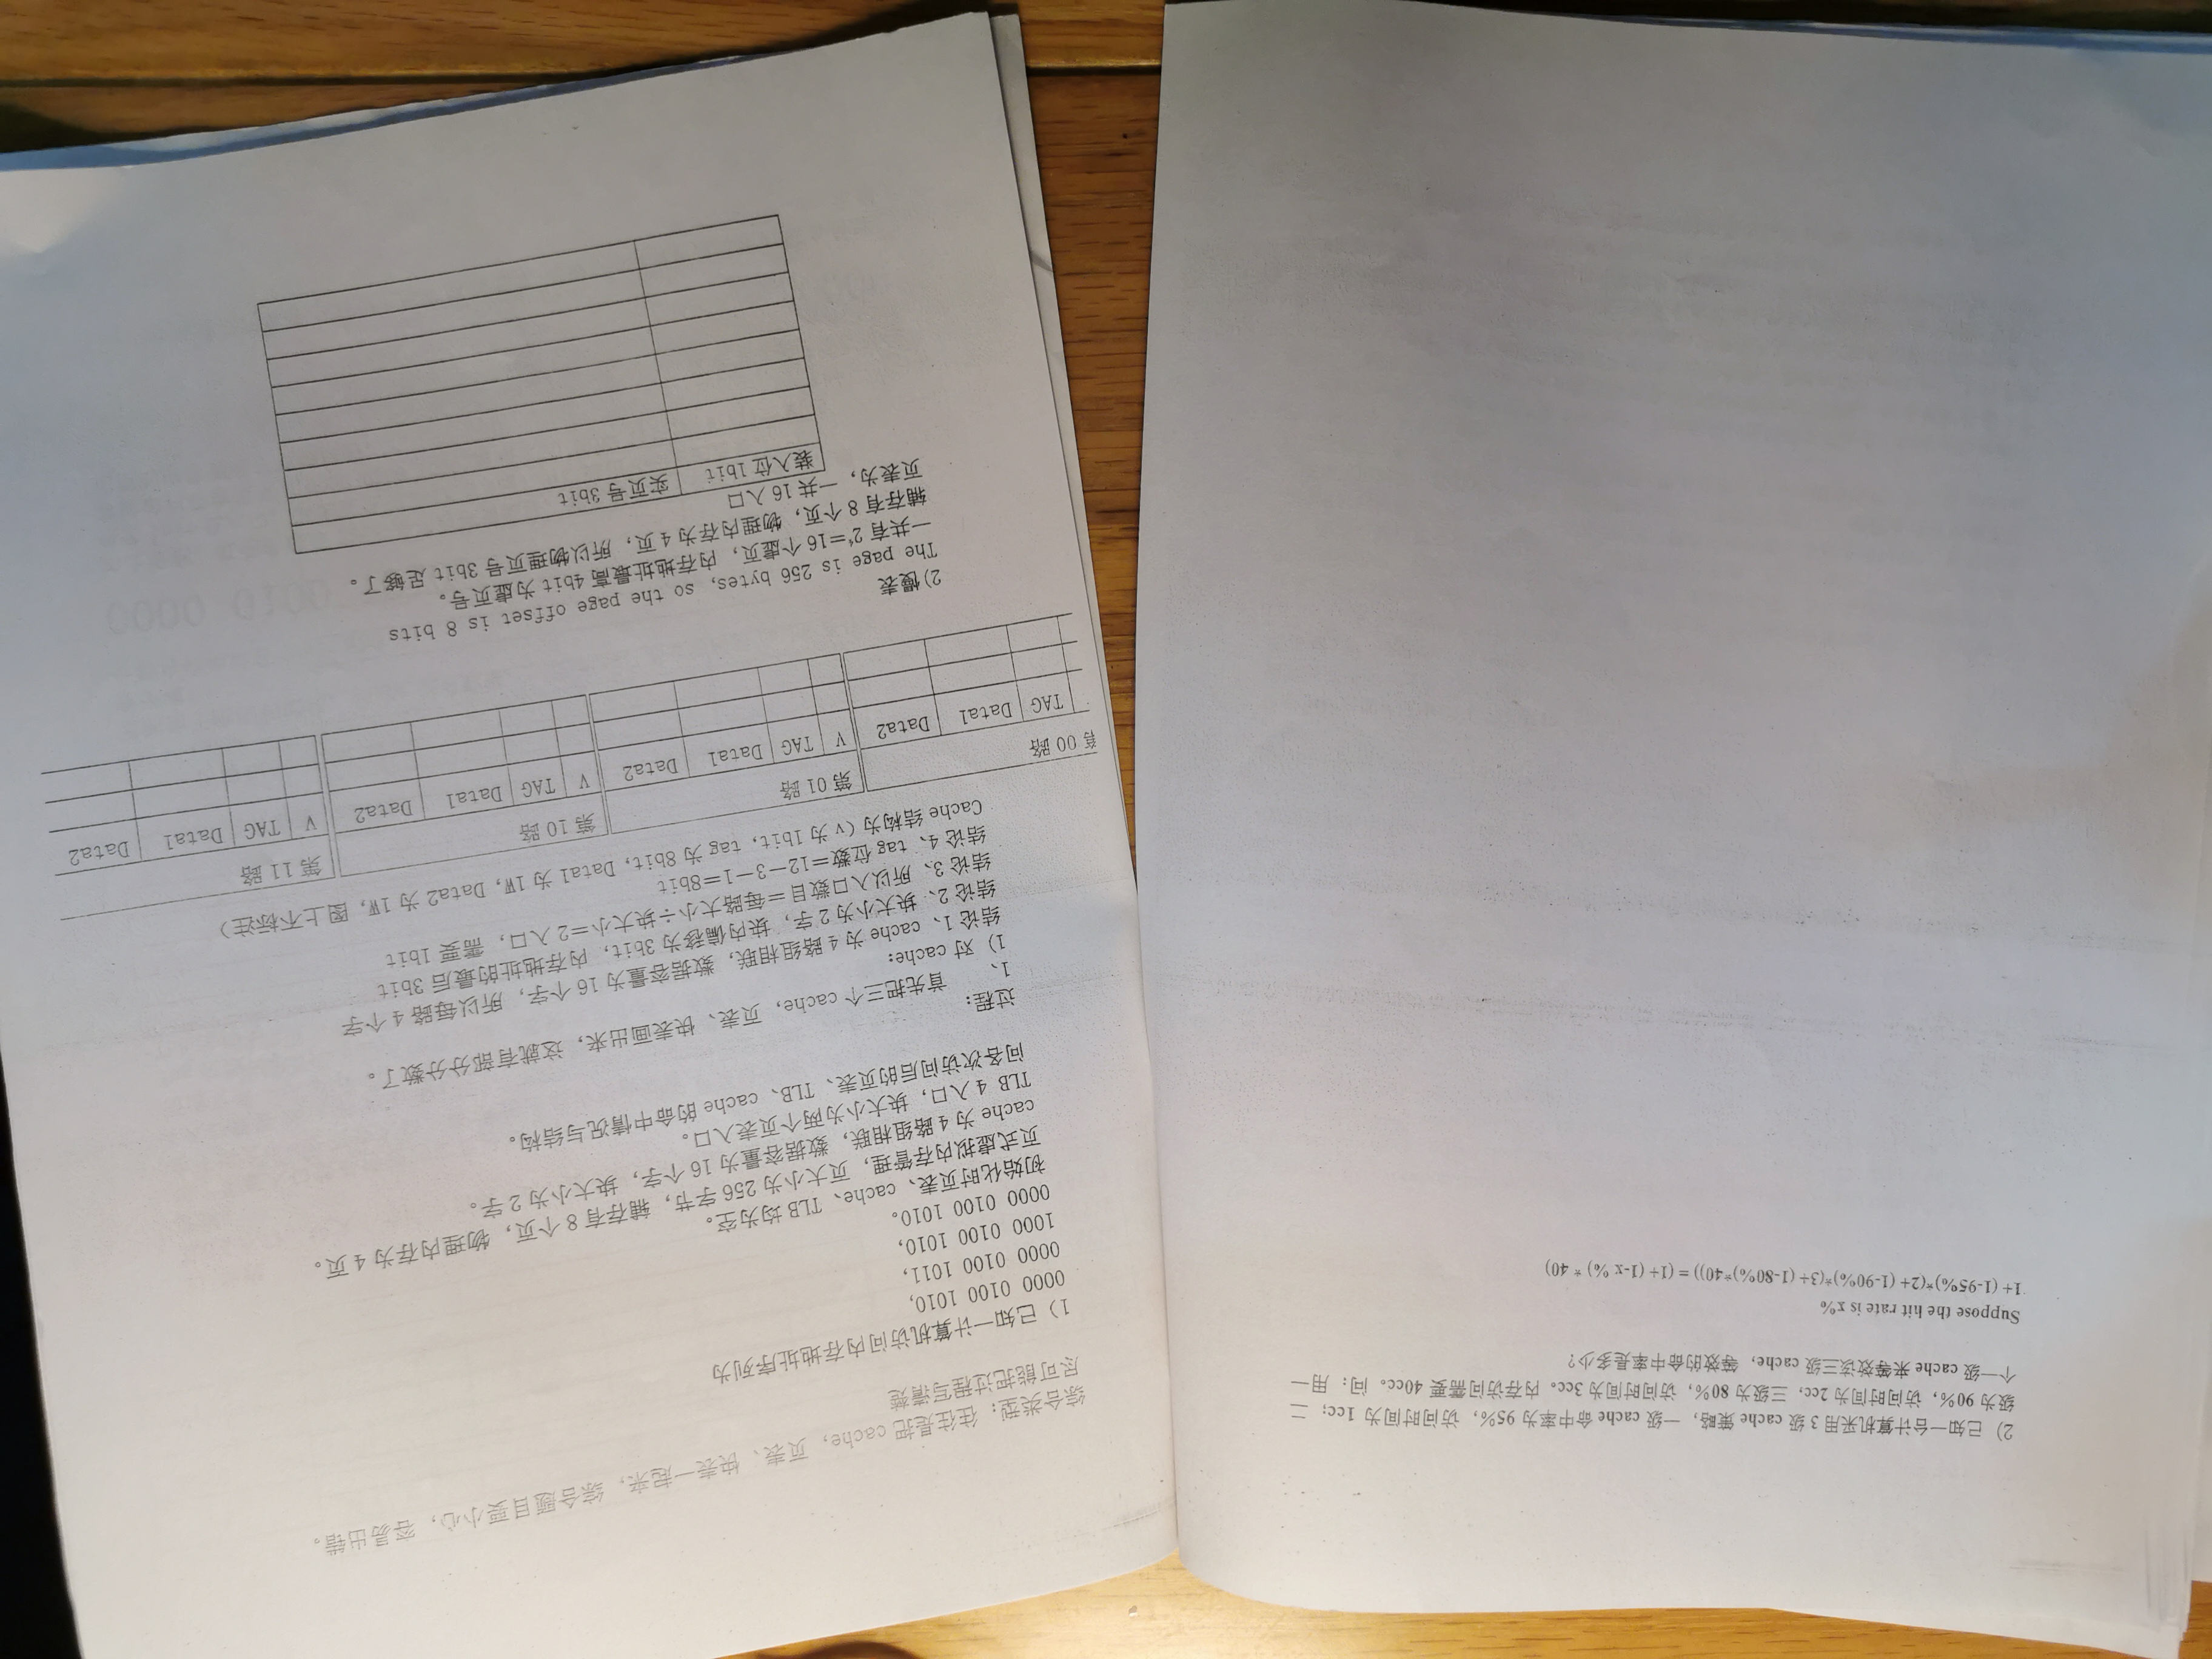 综合类型：往往是把 cache，页表、快表一起来，综合题目要小心，容易出错。
尽可能把过程写清楚
1） 已知一计算机访问内存地址序列为
0000 0100 1010,
0000 0100 1011,
1000 0100 1010,
0000 0100 1010。
初始化时页表、cache、TLB 均为空。
页式虚拟内存管理，页大小为 256 字节，辅存有 8 个页，物理内存为 4 页。
cache 为 4 路组相联，数据容量为 16 个字，块大小为 2 字。
TLB 4 入口，块大小为两个页表入口。
问各次访问后的页表、TLB、cache 的命中情况与结构。
过程：
1、 首先把三个 cache，页表、快表画出来，这就有部分分数了。
1） 对 cache:
结论 1、cache 为 4 路组相联，数据容量为 16 个字，所以每路 4 个字
结论 2、块大小为 2 字，块内偏移为 3bit，内存地址的最后 3bit
结论 3、所以入口数目=每路大小÷块大小=2 入口，需要 1bit
结论 4、tag 位数=12-3-1=8bit
Cache 结构为（v 为 1bit，tag 为 8bit，Data1 为 1W，Data2 为 1W，图上不标注）
00 路 第 01 路 第 10 路 第 11 路
TAG Data1 Data2 V TAG Data1 Data2 V TAG Data1 Data2 V TAG Data1 Data2
2）慢表
The page is 256 bytes, so the page offset is 8 bits
一共有 2⁴=16 个虚页，内存地址最高 4bit 为虚页号。
辅存有 8 个页，物理内存为 4 页，所以物理页号 3bit 足够了。
页表为，一共 16 入口
装入位 1bit 实页号 3bit
2） 已知一台计算机采用 3 级 cache 策略，一级 cache 命中率为 95%，访问时间为 1cc；二
级为 90%，访问时间为 2cc，三级为 80%，访问时间为 3cc。内存访问需要 40cc。问：用一
个一级 cache 来等效该三级 cache，等效的命中率是多少？
Suppose the hit rate is x%
1+ (1-95%)*(2+ (1-90%)*(3+ (1-80%)*40)) = (1+ (1-x %) * 40)